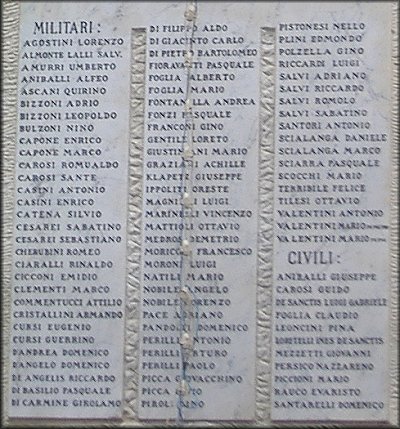 MILITARI:
AGOSTINI LORENZO
ALMONTE LALLI SALV.
AMURRI UMBERTO
ANIBALLI ALFEO
ASCANI QUIRINO
BIZZONI ADRIO
BIZZONI LEOPOLDO
BULZONI NINO
CAPONE ENRICO
CAPONE MARCO
CAROSI ROMUALDO
CAROSI SANTE
CASINI ANTONIO
CASINI ENRICO
CATENA SILVIO
CESAREI SABATINO
CESAREI SEBASTIANO
CHERUBINI ROMEO
CIARALLI RINALDO
CICCONI EMIDIO
CLEMENTI MARCO
COMMENTUCCI ATTILIO
CRISTALLINI ARMANDO
CURSI EUGENIO
CURSI GUERRINO
D'ANDREA DOMENICO
D'ANGELO DOMENICO
DE ANGELIS RICCARDO
DI BASILIO PASQUALE
DI CARMINE GIROLAMO
DI FILIPPO ALDO
DI GIACINTO CARLO
DI PIETRO BARTOLOMEO
FIORAVANTI PASQUALE
FOGLIA ALBERTO
FOGLIA MARIO
FONTANELLA ANDREA
FONZI PASQUALE
FRANCONI GINO
GENTILE LORETO
GIUSTINIANI MARIO
GRAZIANI ACHILLE
KLAPETZ GIUSEPPE
IPPOLITI ORESTE
MAGNELLI LUIGI
MARINELLI VINCENZO
MATTIOLI OTTAVIO
MEDROSI DEMETRIO
MORICONI FRANCESCO
MORONI LUIGI
NATILI MARIO
NOBILE ANGELO
NOBILE LORENZO
PACE ADRIANO
PANDOLFI DOMENICO
PERILLI ANTONIO
PERILLI ARTURO
PERILLI PAOLO
PICCA GIOVACCHINO
PICCA
PIROLI
PISTONESI NELLO
PLINI EDMONDO
POLZELLA GINO
RICCARDI LUIGI
SALVI ADRIANO
SALVI RICCARDO
SALVI ROMOLO
SALVI SABATINO
SANTORI ANTONIO
SCIALANGA DANIELE
SCIALANGA MARCO
SCIARRA PASQUALE
SCOCCHI MARIO
TERRIBILE FELICE
TILESI OTTAVIO
VALENTINI ANTONIO
VALENTINI MARIO
VALENTINI MARIO
CIVILI:
ANIBALLI GIUSEPPE
CAROSI GUIDO
DE SANCTIS LUIGI GABRIELE
FOGLIA CLAUDIO
LEONCINI PINA
LORETELLI INES DE SANCTIS
MEZZETTI GIOVANNI
PERSICO NAZZARENO
PICCIONI MARIO
RAUCO EVARISTO
SANTARELLI DOMENICO